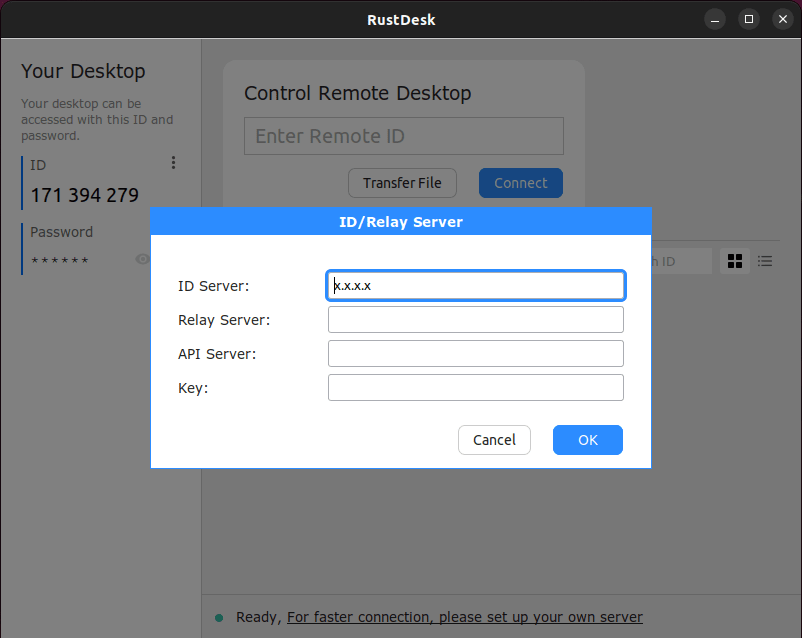 RustDesk
Your Desktop
Your desktop can be
accessed with this ID and
password.
ID
171 394 279
Password
******
Control Remote Desktop
Enter Remote ID
Transfer File
Connect
h ID
ID/Relay Server
ID Server:
x.x.x.x
Relay Server:
API Server:
Key:
Cancel
OK
Ready, For faster connection, please set up your own server